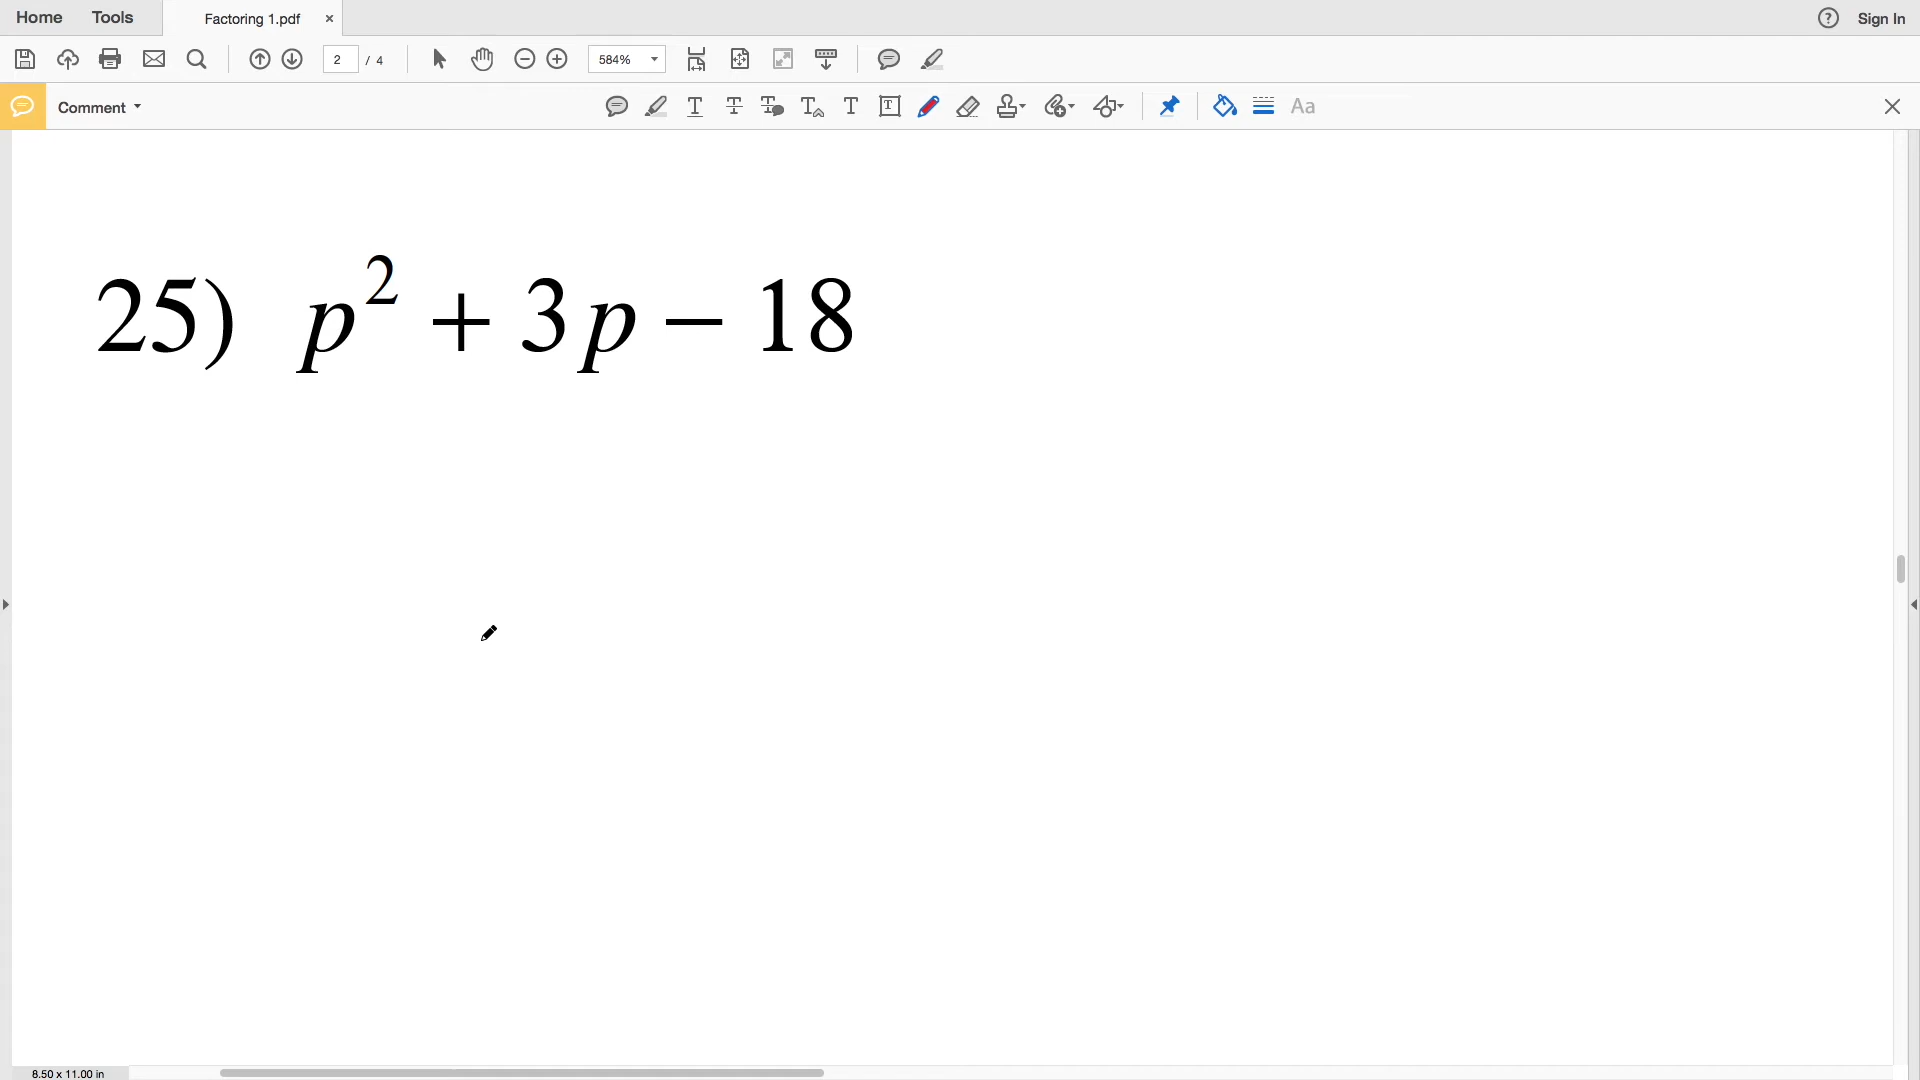 Home Tools Factoring 1.pdf × ? Sign In
2 / 4 584%
Comment T T T T T T Aa
25) p² + 3p − 18
8.50 x 11.00 in